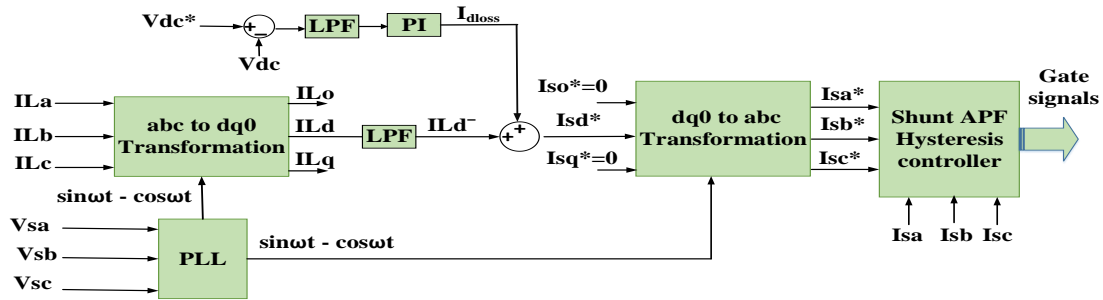 Vdc*
+
−
Vdc
LPF
PI
I_dloss
ILa
ILb
ILc
abc to dq0
Transformation
ILo
ILd
ILq
LPF
ILd⁻
+
+
Iso*=0
Isd*
Isq*=0
dq0 to abc
Transformation
Isa*
Isb*
Isc*
Shunt APF
Hysteresis
controller
Gate
signals
Isa
Isb
Isc
sinωt - cosωt
Vsa
Vsb
Vsc
PLL
sinωt - cosωt